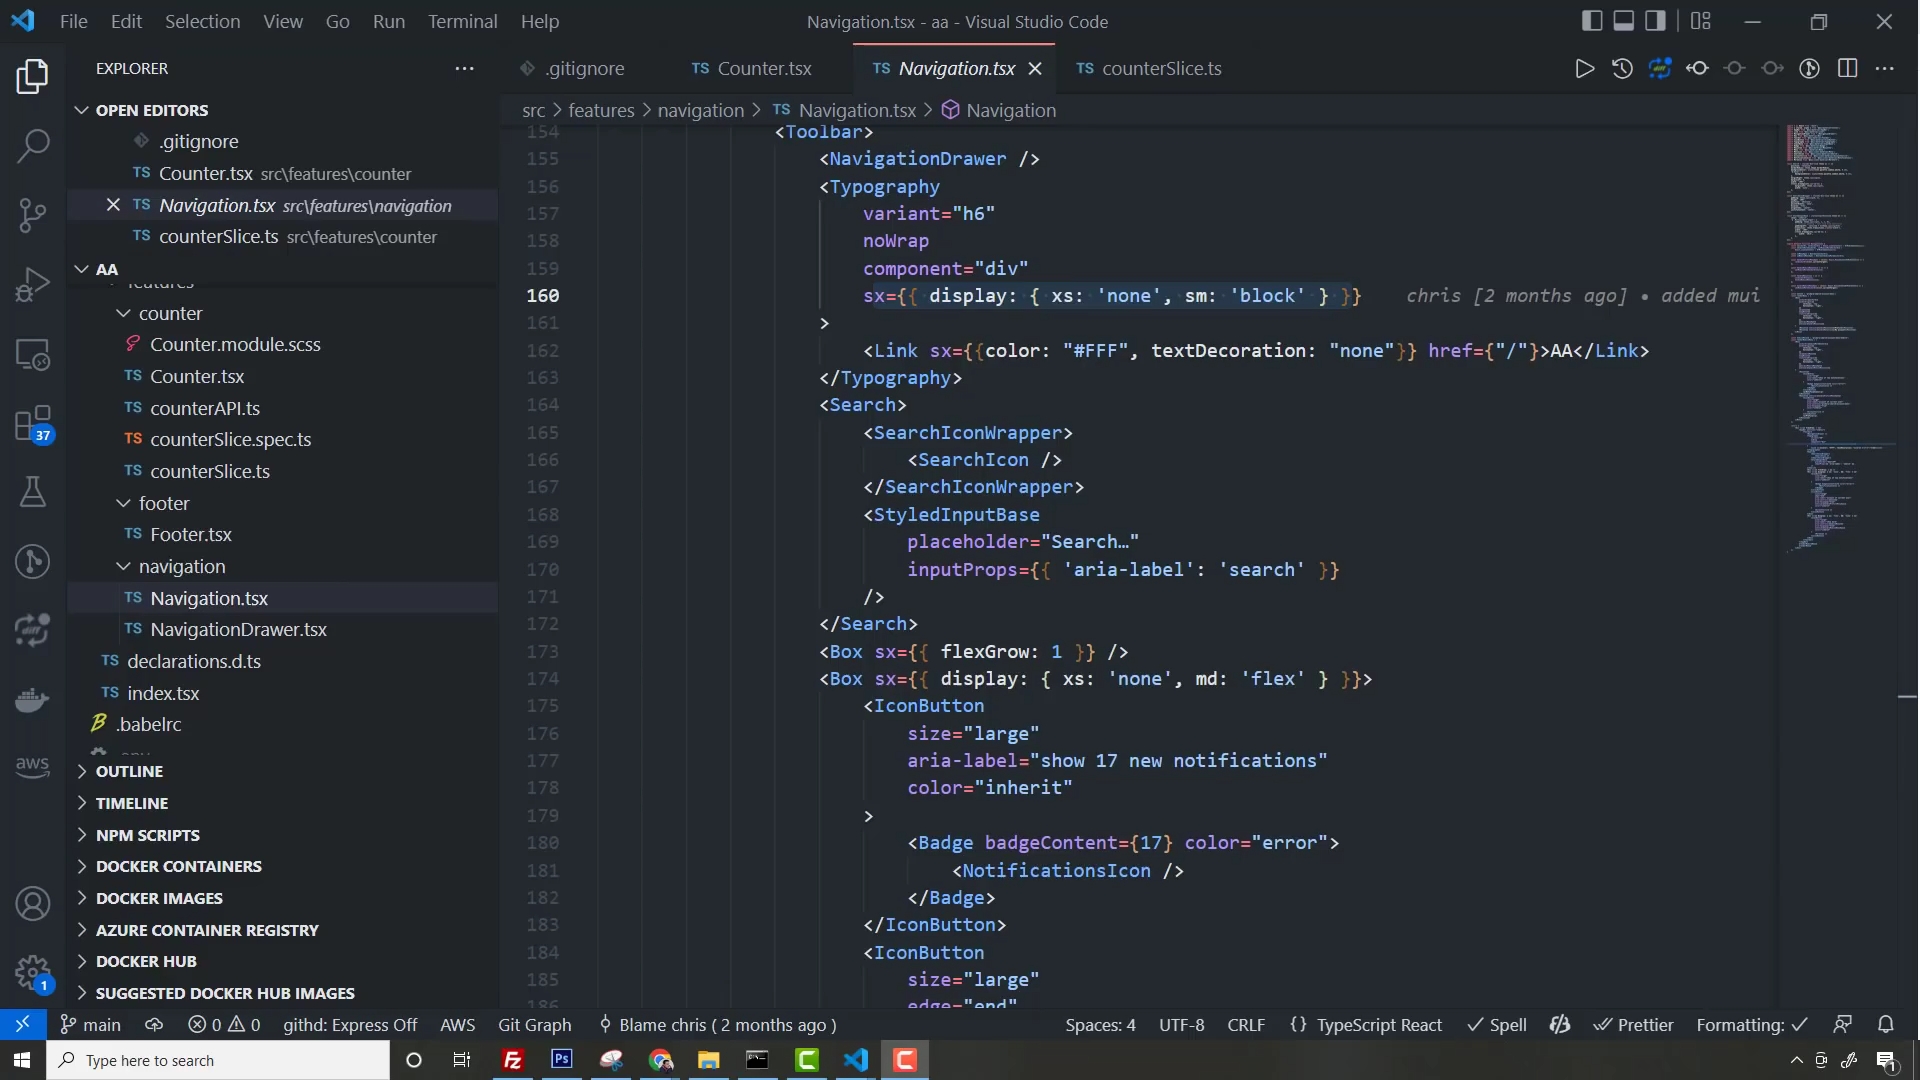 File Edit Selection View Go Run Terminal Help
Navigation.tsx - aa - Visual Studio Code
EXPLORER
.gitignore
TS Counter.tsx
TS Navigation.tsx
TS counterSlice.ts
OPEN EDITORS
.gitignore
TS Counter.tsx src\features\counter
TS Navigation.tsx src\features\navigation
TS counterSlice.ts src\features\counter
AA
features
counter
Counter.module.scss
TS Counter.tsx
TS counterAPI.ts
TS counterSlice.spec.ts
TS counterSlice.ts
footer
TS Footer.tsx
navigation
TS Navigation.tsx
TS NavigationDrawer.tsx
TS declarations.d.ts
TS index.tsx
.babelrc
OUTLINE
TIMELINE
NPM SCRIPTS
DOCKER CONTAINERS
DOCKER IMAGES
AZURE CONTAINER REGISTRY
DOCKER HUB
SUGGESTED DOCKER HUB IMAGES
37
diff
aws
1
diff
src > features > navigation > TS Navigation.tsx > Navigation
154 <Toolbar>
155 <NavigationDrawer />
156 <Typography
157 variant="h6"
158 noWrap
159 component="div"
160 sx={{ display: { xs: 'none', sm: 'block' } }} chris [2 months ago] • added mui
161 >
162 <Link sx={{color: "#FFF", textDecoration: "none"}} href={"/"}>AA</Link>
163 </Typography>
164 <Search>
165 <SearchIconWrapper>
166 <SearchIcon />
167 </SearchIconWrapper>
168 <StyledInputBase
169 placeholder="Search…"
170 inputProps={{ 'aria-label': 'search' }}
171 />
172 </Search>
173 <Box sx={{ flexGrow: 1 }} />
174 <Box sx={{ display: { xs: 'none', md: 'flex' } }}>
175 <IconButton
176 size="large"
177 aria-label="show 17 new notifications"
178 color="inherit"
179 >
180 <Badge badgeContent={17} color="error">
181 <NotificationsIcon />
182 </Badge>
183 </IconButton>
184 <IconButton
185 size="large"
186 edge="end"
main 0 0 githd: Express Off AWS Git Graph Blame chris ( 2 months ago )
Spaces: 4 UTF-8 CRLF {} TypeScript React Spell Prettier Formatting:
Type here to search
Fz Ps
1